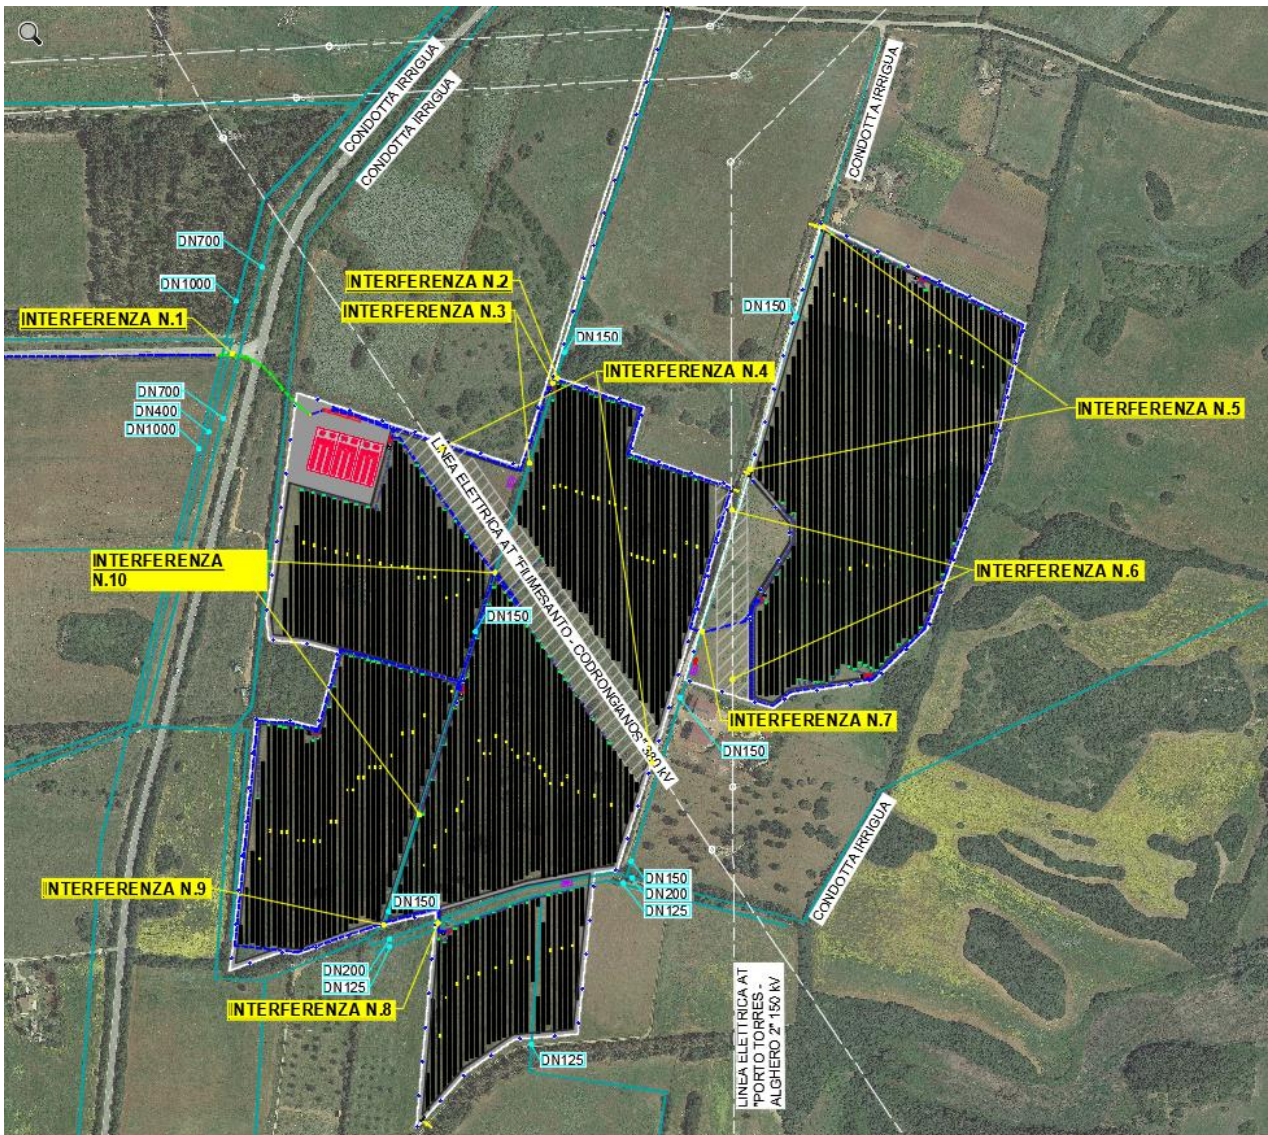 CONDOTTA IRRIGUA
CONDOTTA IRRIGUA
CONDOTTA IRRIGUA
DN700
DN1000
INTERFERENZA N.1
INTERFERENZA N.2
INTERFERENZA N.3
DN150
DN150
INTERFERENZA N.4
DN700
DN400
DN1000
INTERFERENZA N.5
LINEA ELETTRICA AT "FIUMESANTO - CODRONGIANOS" 380 kV
INTERFERENZA
N.10
INTERFERENZA N.6
DN150
INTERFERENZA N.7
DN150
CONDOTTA IRRIGUA
INTERFERENZA N.9
DN150
DN150
DN200
DN125
DN200
DN125
INTERFERENZA N.8
DN125
LINEA ELETTRICA AT
"PORTO TORRES -
ALGHERO 2" 150 kV